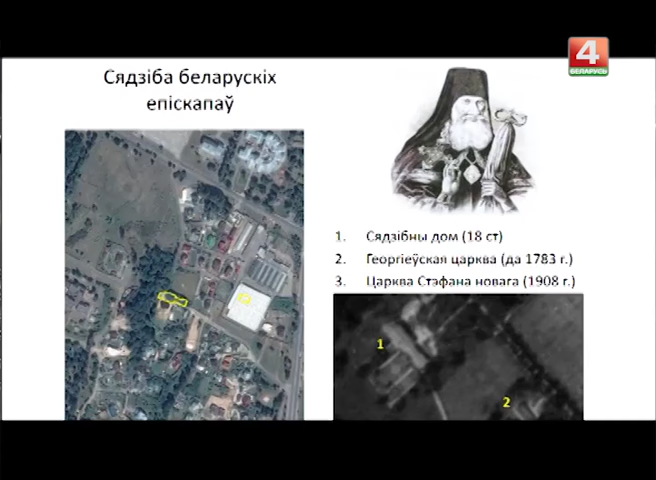 4
БЕЛАРУСЬ
Сядзіба беларускіх
епіскапаў
1. Сядзібны дом (18 ст)
2. Георгіеўская царква (да 1783 г.)
3. Царква Стэфана новага (1908 г.)
1
2